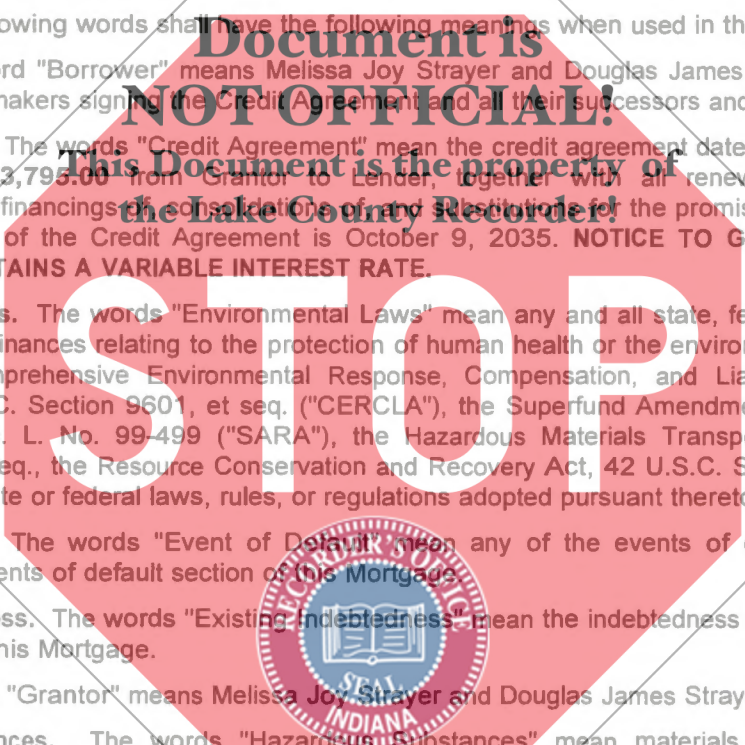 owing words shall have the following meanings when used in th
Document is
rd "Borrower" means Melissa Joy Strayer and Douglas James
NOT OFFICIAL!
nakers signing the Credit Agreement and all their successors and
The words "Credit Agreement" mean the credit agreement date
This Document is the property of
3,795.00 from Grantor to Lender, together with all renev
the Lake County Recorder!
financings of, consolidations of, and substitutions for the promis
of the Credit Agreement is October 9, 2035. NOTICE TO G
TAINS A VARIABLE INTEREST RATE.
s. The words "Environmental Laws" mean any and all state, fe
inances relating to the protection of human health or the environ
STOP
mprehensive Environmental Response, Compensation, and Lia
C. Section 9601, et seq. ("CERCLA"), the Superfund Amendme
. L. No. 99-499 ("SARA"), the Hazardous Materials Transp
eq., the Resource Conservation and Recovery Act, 42 U.S.C. S
te or federal laws, rules, or regulations adopted pursuant theret
The words "Event of Default" mean any of the events of
ents of default section of this Mortgage.
RECORDER'S OFFICE
ess. The words "Existing Indebtedness" mean the indebtedness
his Mortgage.
SEAL
"Grantor" means Melissa Joy Strayer and Douglas James Stray
INDIANA
nces. The words "Hazardous Substances" mean materials